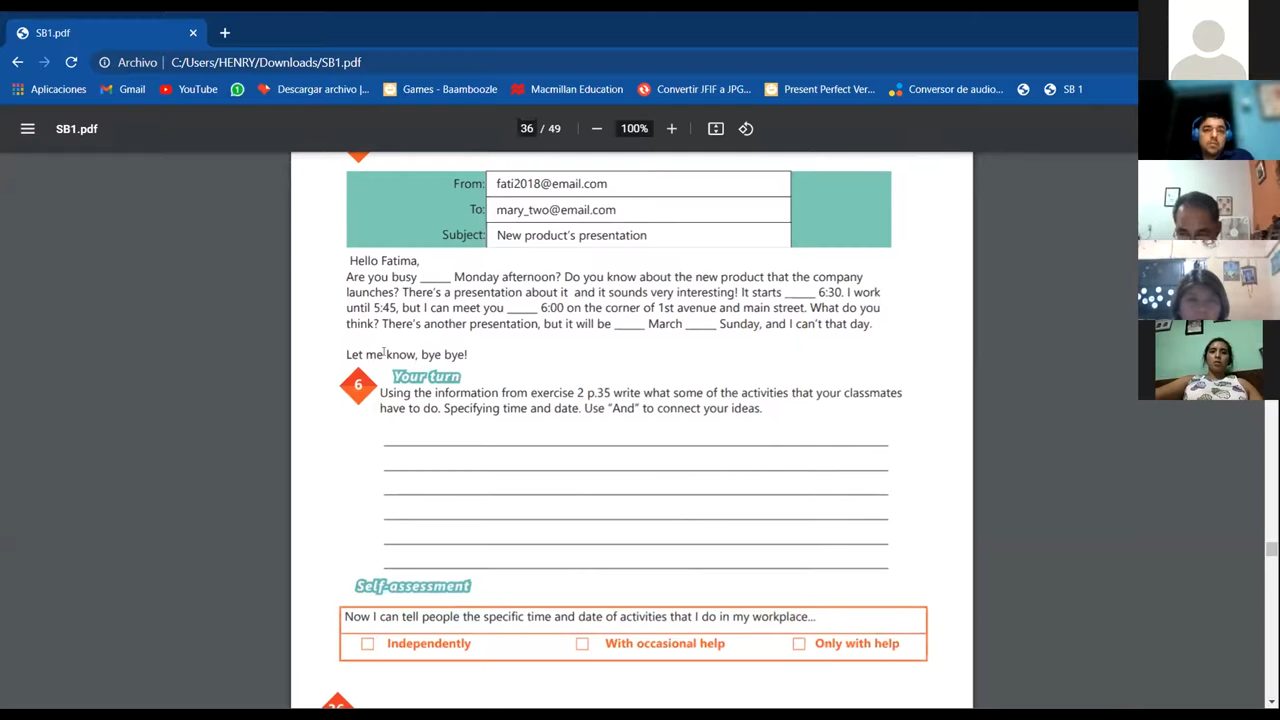 SB1.pdf
Archivo C:/Users/HENRY/Downloads/SB1.pdf
Aplicaciones Gmail YouTube Descargar archivo |... Games - Baamboozle Macmillan Education Convertir JFIF a JPG... Present Perfect Ver... Conversor de audio... SB 1
SB1.pdf 36 / 49 100%
From: fati2018@email.com
To: mary_two@email.com
Subject: New product's presentation
Hello Fatima,
Are you busy _____ Monday afternoon? Do you know about the new product that the company
launches? There's a presentation about it and it sounds very interesting! It starts _____ 6:30. I work
until 5:45, but I can meet you _____ 6:00 on the corner of 1st avenue and main street. What do you
think? There's another presentation, but it will be _____ March _____ Sunday, and I can't that day.
Let me know, bye bye!
6 Your turn
Using the information from exercise 2 p.35 write what some of the activities that your classmates
have to do. Specifying time and date. Use "And" to connect your ideas.
Self-assessment
Now I can tell people the specific time and date of activities that I do in my workplace...
Independently With occasional help Only with help